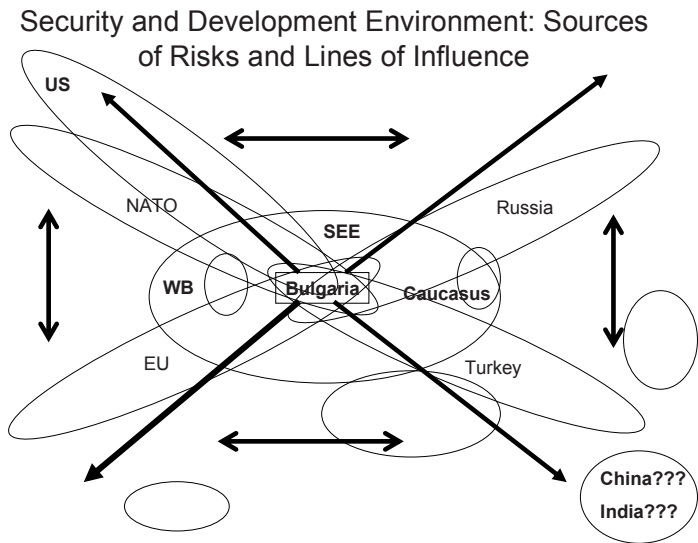 Security and Development Environment: Sources
of Risks and Lines of Influence
US
NATO
Russia
SEE
WB
Bulgaria
Caucasus
EU
Turkey
China???
India???